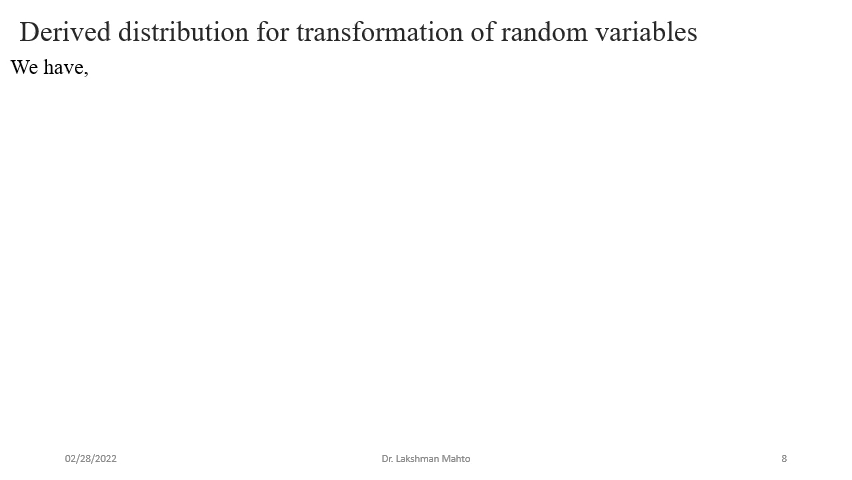 Derived distribution for transformation of random variables
We have,
02/28/2022
Dr. Lakshman Mahto
8